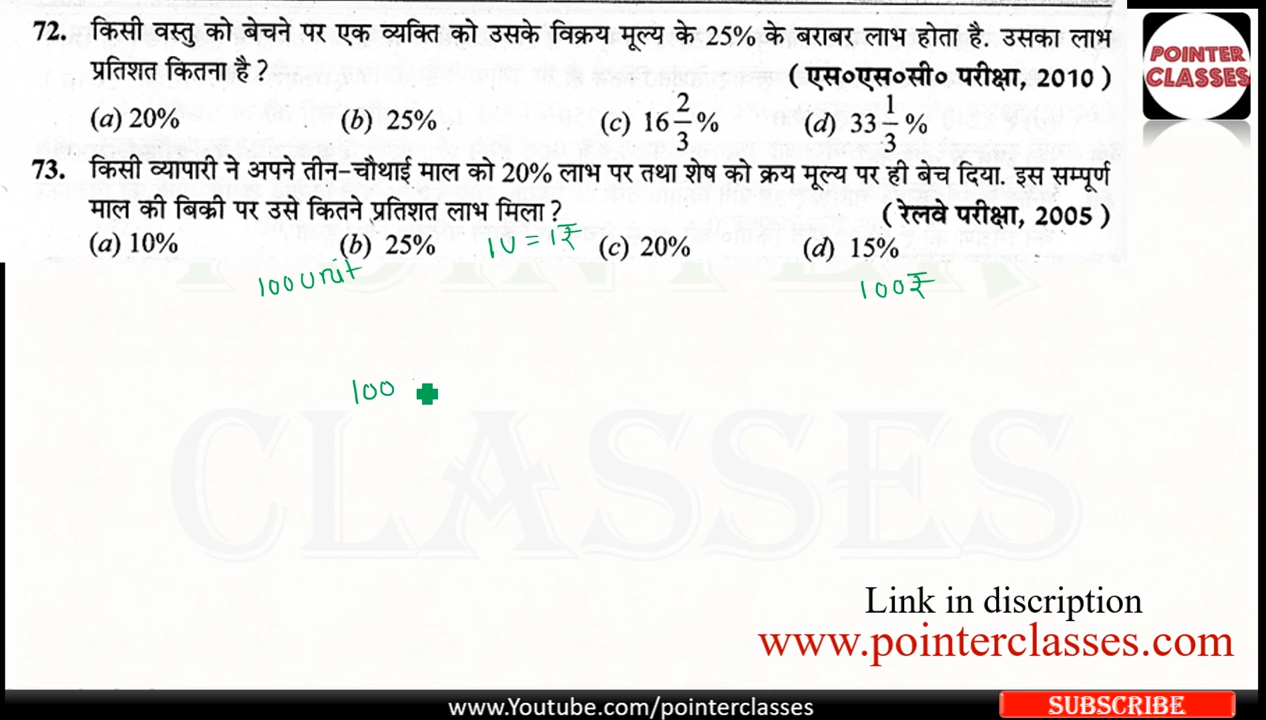 72. किसी वस्तु को बेचने पर एक व्यक्ति को उसके विक्रय मूल्य के 25% के बराबर लाभ होता है. उसका लाभ
प्रतिशत कितना है ? ( एस०एस०सी० परीक्षा, 2010 )
(a) 20% (b) 25% (c) 16 2/3 % (d) 33 1/3 %
73. किसी व्यापारी ने अपने तीन-चौथाई माल को 20% लाभ पर तथा शेष को क्रय मूल्य पर ही बेच दिया. इस सम्पूर्ण
माल की बिक्री पर उसे कितने प्रतिशत लाभ मिला ? ( रेलवे परीक्षा, 2005 )
(a) 10% (b) 25% 1U = 1₹ (c) 20% (d) 15%
100 unit 100₹
100
POINTER
CLASSES
POINTER
CLASSES
Link in discription
www.pointerclasses.com
www.Youtube.com/pointerclasses
SUBSCRIBE